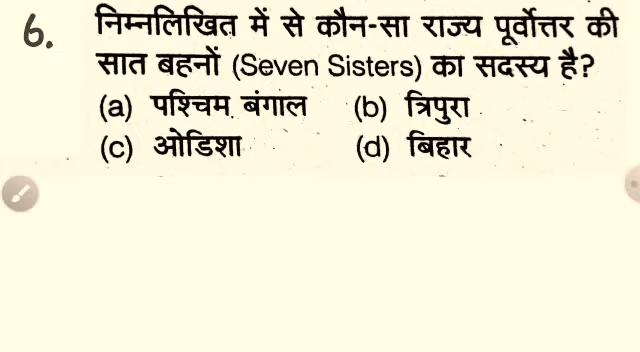 6. निम्नलिखित में से कौन-सा राज्य पूर्वोत्तर की
सात बहनों (Seven Sisters) का सदस्य है?
(a) पश्चिम बंगाल (b) त्रिपुरा
(c) ओडिशा (d) बिहार